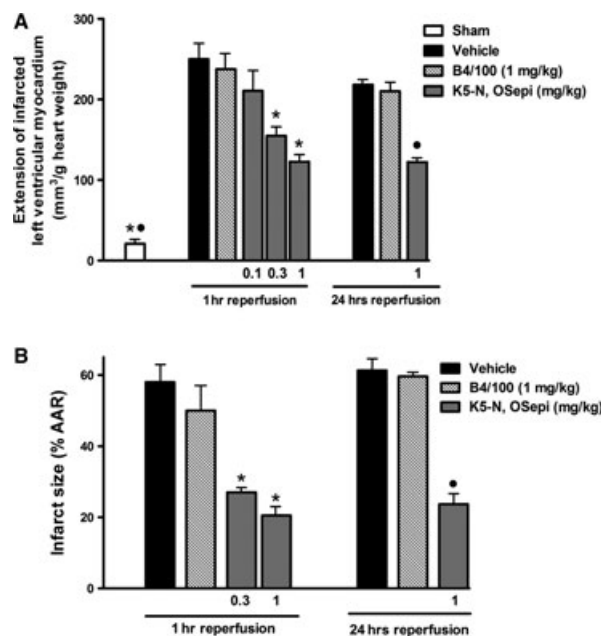 A
Extension of infarcted
left ventricular myocardium
(mm³/g heart weight)
300
200
100
0
Sham
Vehicle
B4/100 (1 mg/kg)
K5-N, OSepi (mg/kg)
* •
*
*
•
0.1 0.3 1
1
1hr reperfusion
24 hrs reperfusion
B
Infarct size (% AAR)
60
40
20
0
Vehicle
B4/100 (1 mg/kg)
K5-N, OSepi (mg/kg)
*
*
•
0.3 1
1
1hr reperfusion
24 hrs reperfusion